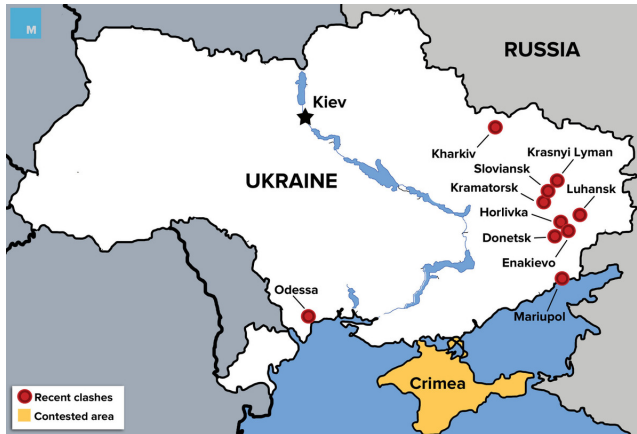 M
RUSSIA
Kiev
Kharkiv
Krasnyi Lyman
Sloviansk
Kramatorsk
Luhansk
UKRAINE
Horlivka
Donetsk
Enakievo
Odessa
Mariupol
Crimea
Recent clashes
Contested area